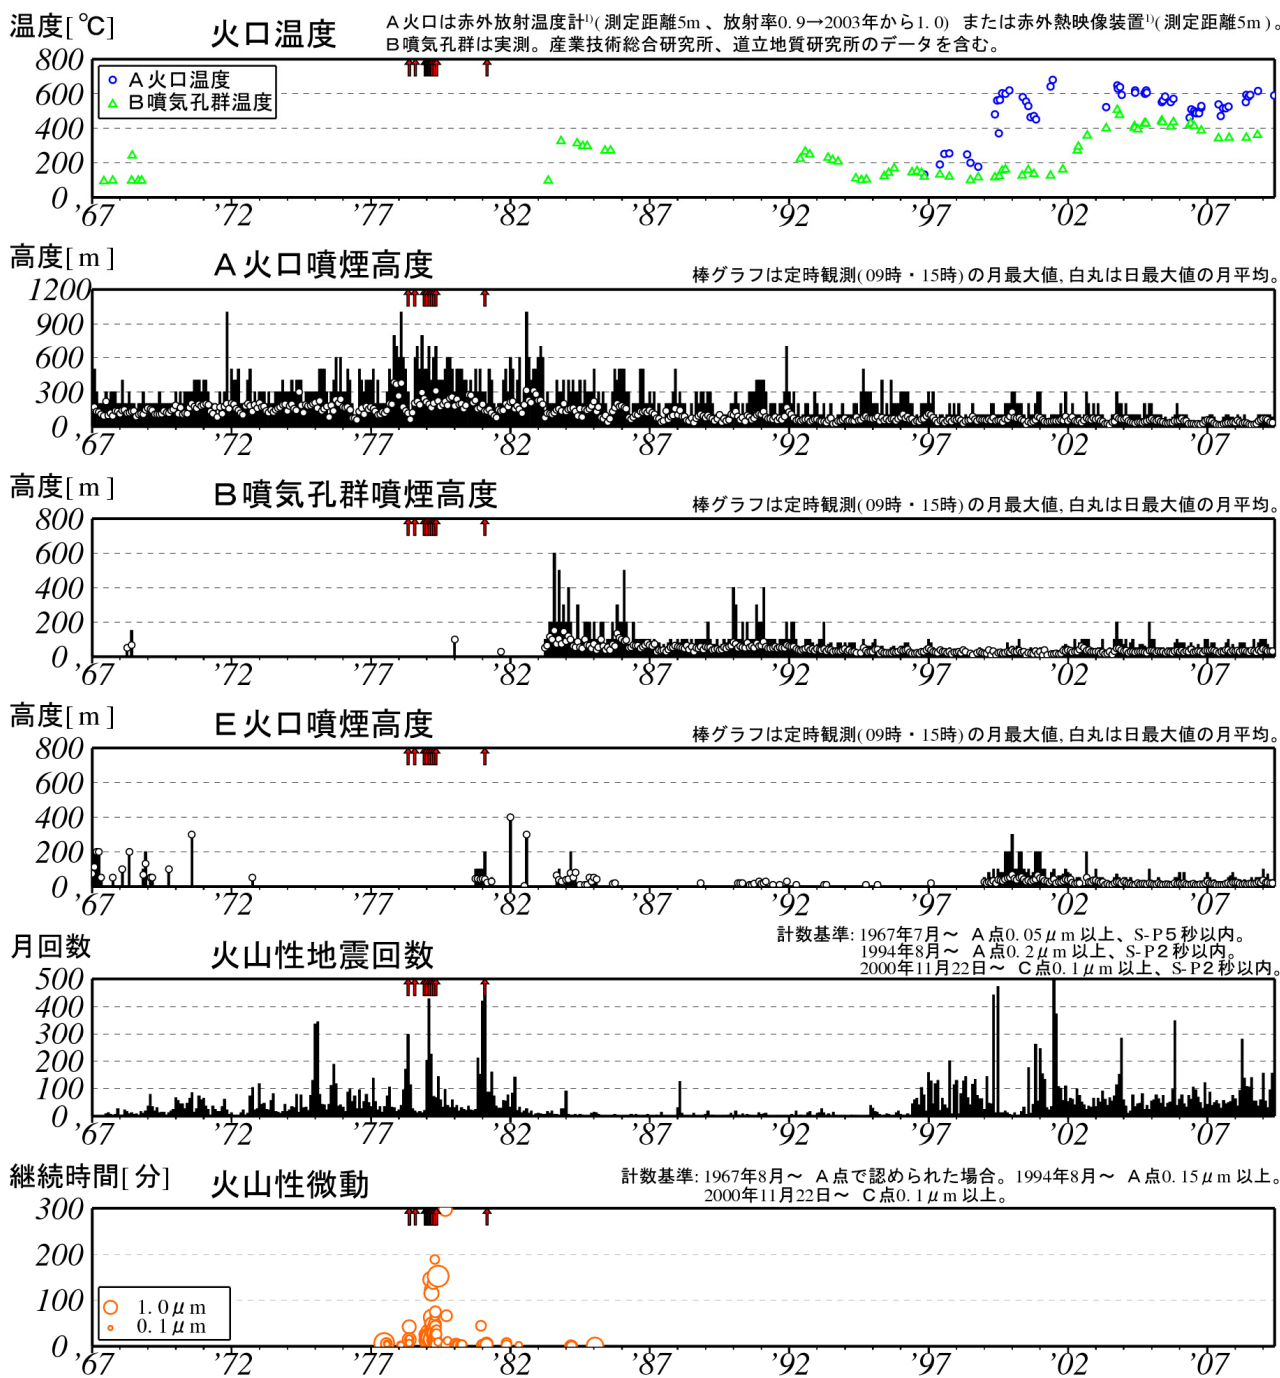 温度[℃]
火口温度
A火口は赤外放射温度計¹⁾(測定距離5m、放射率0.9→2003年から1.0) または赤外熱映像装置¹⁾(測定距離5m)。
B噴気孔群は実測。産業技術総合研究所、道立地質研究所のデータを含む。
800
A火口温度
600
B噴気孔群温度
400
200
0
'67 '72 '77 '82 '87 '92 '97 '02 '07
高度[m]
A火口噴煙高度
棒グラフは定時観測(09時・15時)の月最大値,白丸は日最大値の月平均。
1200
900
600
300
0
'67 '72 '77 '82 '87 '92 '97 '02 '07
高度[m]
B噴気孔群噴煙高度
棒グラフは定時観測(09時・15時)の月最大値,白丸は日最大値の月平均。
800
600
400
200
0
'67 '72 '77 '82 '87 '92 '97 '02 '07
高度[m]
E火口噴煙高度
棒グラフは定時観測(09時・15時)の月最大値,白丸は日最大値の月平均。
800
600
400
200
0
'67 '72 '77 '82 '87 '92 '97 '02 '07
月回数
火山性地震回数
計数基準:1967年7月～ A点0.05μm以上、S-P5秒以内。
1994年8月～ A点0.2μm以上、S-P2秒以内。
2000年11月22日～ C点0.1μm以上、S-P2秒以内。
500
400
300
200
100
0
'67 '72 '77 '82 '87 '92 '97 '02 '07
継続時間[分]
火山性微動
計数基準:1967年8月～ A点で認められた場合。1994年8月～ A点0.15μm以上。
2000年11月22日～ C点0.1μm以上。
300
200
100
1.0μm
0.1μm
0
'67 '72 '77 '82 '87 '92 '97 '02 '07